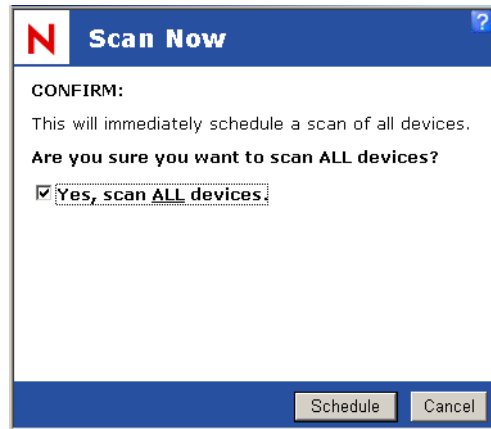 N Scan Now ?
CONFIRM:
This will immediately schedule a scan of all devices.
Are you sure you want to scan ALL devices?
Yes, scan ALL devices.
Schedule Cancel